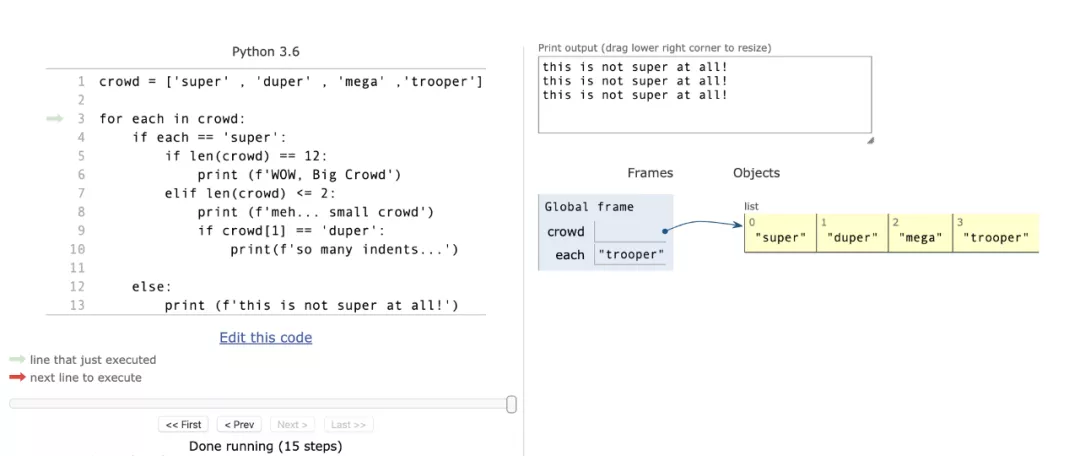 Python 3.6
1 crowd = ['super' , 'duper' , 'mega' ,'trooper']
2
3 for each in crowd:
4     if each == 'super':
5         if len(crowd) == 12:
6             print (f'WOW, Big Crowd')
7         elif len(crowd) <= 2:
8             print (f'meh... small crowd')
9             if crowd[1] == 'duper':
10                 print(f'so many indents...')
11
12     else:
13         print (f'this is not super at all!')
Edit this code
line that just executed
next line to execute
<< First < Prev Next > Last >>
Done running (15 steps)
Print output (drag lower right corner to resize)
this is not super at all!
this is not super at all!
this is not super at all!
Frames Objects
Global frame
crowd
each "trooper"
list
0 1 2 3
"super" "duper" "mega" "trooper"